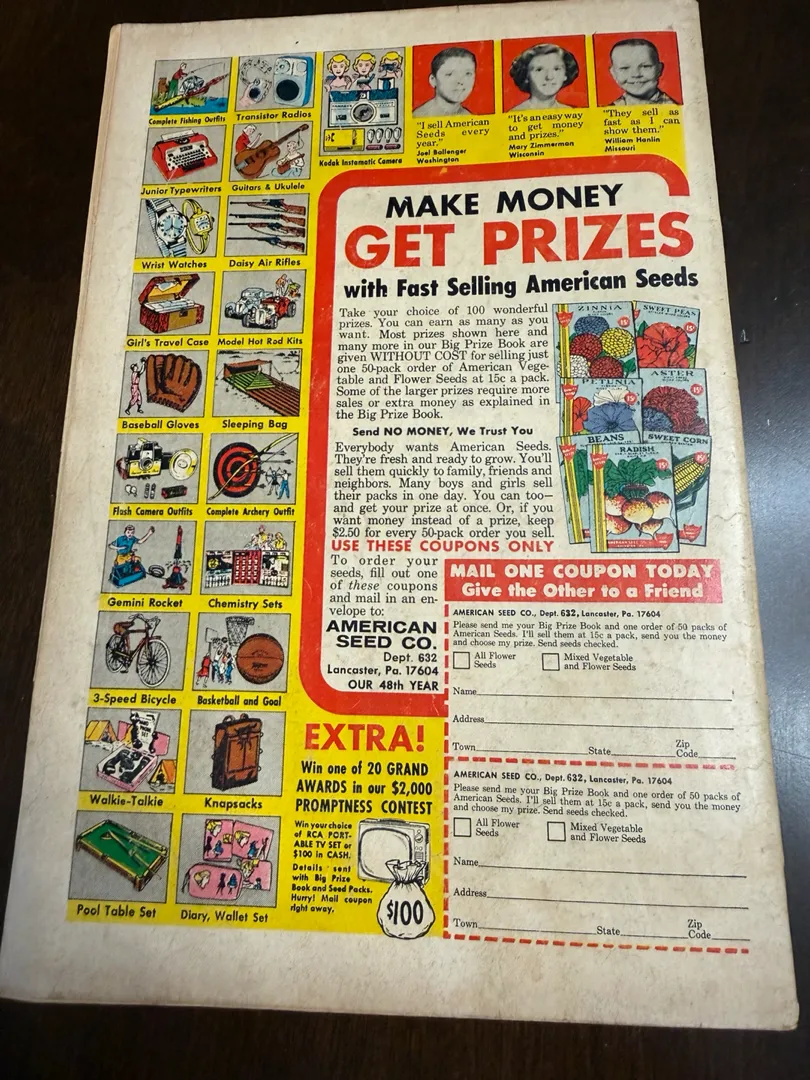 Complete Fishing Outfits
Transistor Radios
Kodak Instamatic Camera
"I sell American
Seeds every
year."
Joel Ballenger
Washington
"It's an easy way
to get money
and prizes."
Mary Zimmerman
Wisconsin
"They sell as
fast as I can
show them."
William Hanlin
Missouri
Junior Typewriters
Guitars & Ukulele
Wrist Watches
Daisy Air Rifles
Girl's Travel Case
Model Hot Rod Kits
Baseball Gloves
Sleeping Bag
Flash Camera Outfits
Complete Archery Outfit
Gemini Rocket
Chemistry Sets
3-Speed Bicycle
Basketball and Goal
Walkie-Talkie
Knapsacks
Pool Table Set
Diary, Wallet Set
MAKE MONEY
GET PRIZES
with Fast Selling American Seeds
Take your choice of 100 wonderful
prizes. You can earn as many as you
want. Most prizes shown here and
many more in our Big Prize Book are
given WITHOUT COST for selling just
one 50-pack order of American Vege-
table and Flower Seeds at 15c a pack.
Some of the larger prizes require more
sales or extra money as explained in
the Big Prize Book.
Send NO MONEY, We Trust You
Everybody wants American Seeds.
They're fresh and ready to grow. You'll
sell them quickly to family, friends and
neighbors. Many boys and girls sell
their packs in one day. You can too—
and get your prize at once. Or, if you
want money instead of a prize, keep
$2.50 for every 50-pack order you sell.
USE THESE COUPONS ONLY
To order your
seeds, fill out one
of these coupons
and mail in an en-
velope to:
AMERICAN
SEED CO.
Dept. 632
Lancaster, Pa. 17604
OUR 48th YEAR
ZINNIA
15¢
SWEET PEAS
15¢
PETUNIA
15¢
ASTER
15¢
BEANS
SWEET CORN
RADISH
MAIL ONE COUPON TODAY
Give the Other to a Friend
AMERICAN SEED CO., Dept. 632, Lancaster, Pa. 17604
Please send me your Big Prize Book and one order of 50 packs of
American Seeds. I'll sell them at 15c a pack, send you the money
and choose my prize. Send seeds checked.
All Flower
Seeds
Mixed Vegetable
and Flower Seeds
Name
Address
Town State Zip
Code
AMERICAN SEED CO., Dept. 632, Lancaster, Pa. 17604
Please send me your Big Prize Book and one order of 50 packs of
American Seeds. I'll sell them at 15c a pack, send you the money
and choose my prize. Send seeds checked.
All Flower
Seeds
Mixed Vegetable
and Flower Seeds
Name
Address
Town State Zip
Code
EXTRA!
Win one of 20 GRAND
AWARDS in our $2,000
PROMPTNESS CONTEST
Win your choice
of RCA PORT-
ABLE TV SET or
$100 in CASH.
Details sent
with Big Prize
Book and Seed Packs.
Hurry! Mail coupon
right away.
$100